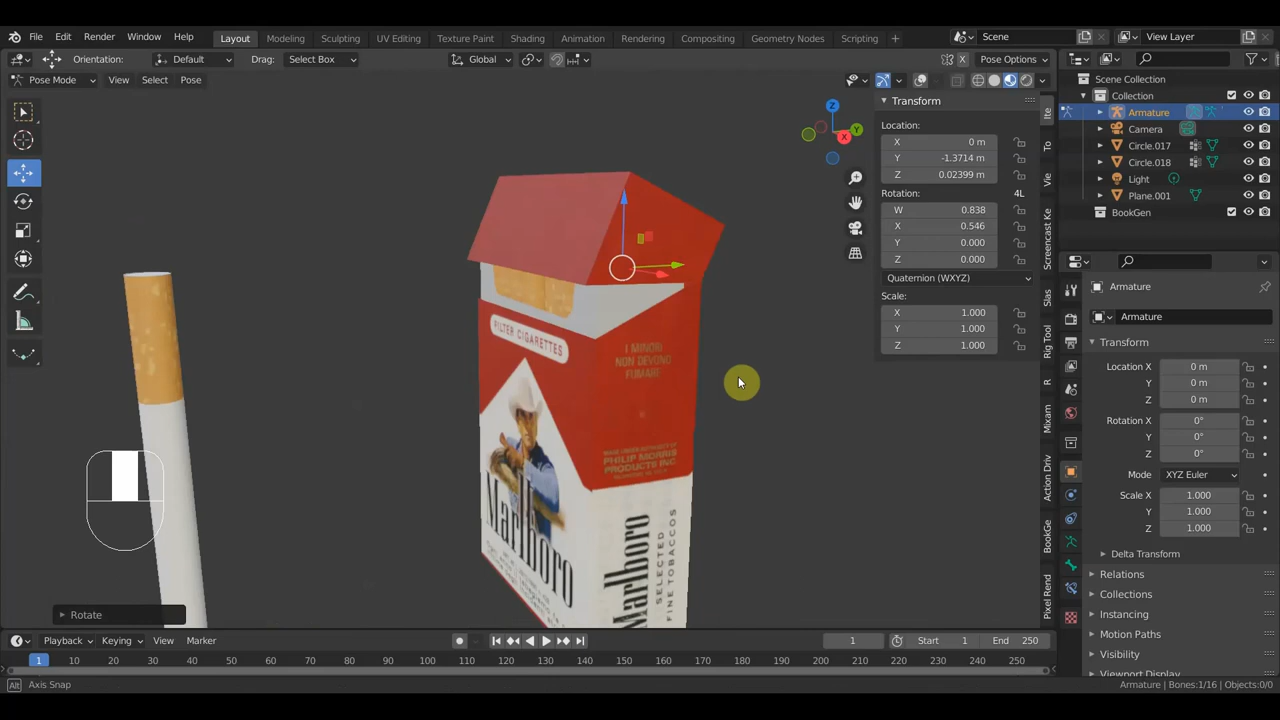 File Edit Render Window Help
Layout Modeling Sculpting UV Editing Texture Paint Shading Animation Rendering Compositing Geometry Nodes Scripting +
Scene View Layer
Orientation: Default Drag: Select Box Global X Pose Options
Pose Mode View Select Pose
Scene Collection
Collection
Armature
Camera
Circle.017
Circle.018
Light
Plane.001
BookGen
Z
Y
X
Transform
Location:
X 0 m
Y -1.3714 m
Z 0.02399 m
Rotation: 4L
W 0.838
X 0.546
Y 0.000
Z 0.000
Quaternion (WXYZ)
Scale:
X 1.000
Y 1.000
Z 1.000
Ite
To
Vie
Screencast Ke
Slas
Rig Tool
R
Mixam
Action Driv
BookGe
Pixel Rend
Armature
Armature
Transform
Location X 0 m
Y 0 m
Z 0 m
Rotation X 0°
Y 0°
Z 0°
Mode XYZ Euler
Scale X 1.000
Y 1.000
Z 1.000
Delta Transform
Relations
Collections
Instancing
Motion Paths
Visibility
Viewport Display
FILTER CIGARETTES
Marlboro
I MINORI
NON DEVONO
FUMARE
PHILIP MORRIS
PRODUCTS INC
Marlboro
SELECTED
FINE TOBACCOS
Rotate
Playback Keying View Marker 1 Start 1 End 250
1 10 20 30 40 50 60 70 80 90 100 110 120 130 140 150 160 170 180 190 200 210 220 230 240 250
Alt Axis Snap Armature | Bones:1/16 | Objects:0/0